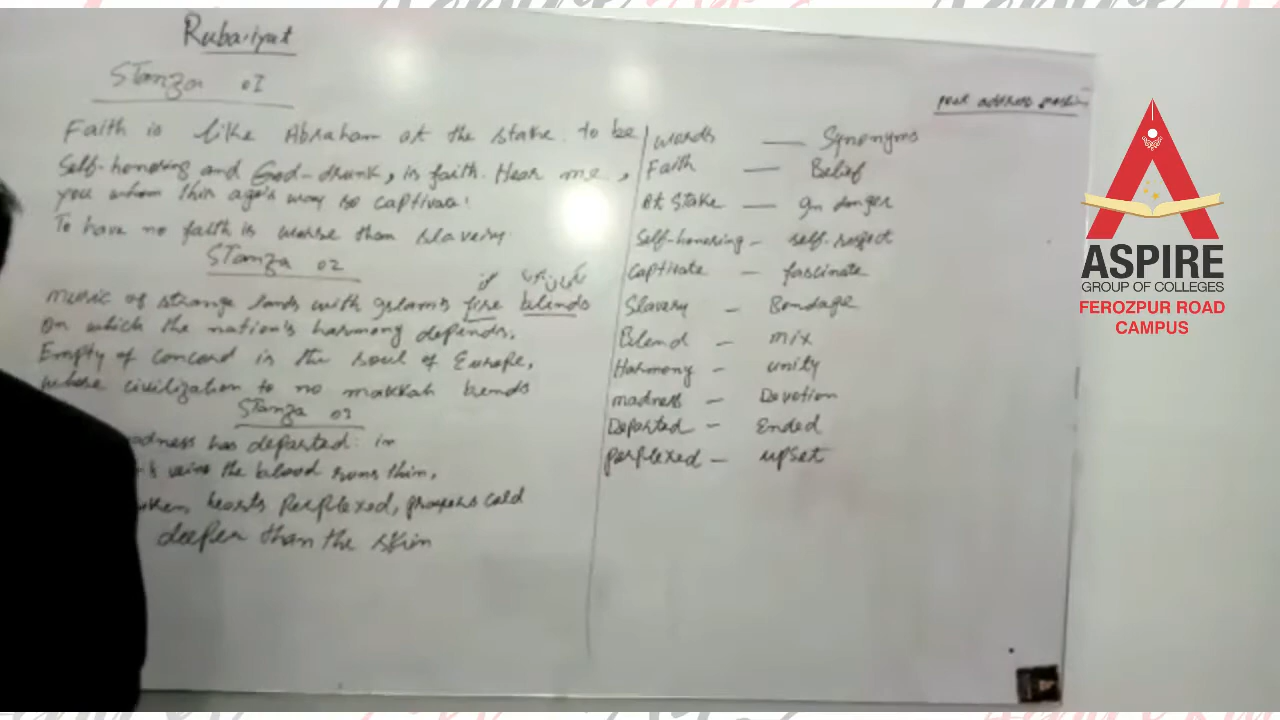 Rubaiyat
Stanza 01
Faith is like Abraham at the stake. to be
Self-honoring and God-drunk, is faith. Hear me,
you whom this age's way so captivate!
To have no faith is worse than slavery.
Stanza 02
music of strange lands with Islam's fire blends
on which the nation's harmony depends.
Empty of concord is the soul of Europe,
whose civilization to no makkah bends
Stanza 03
has departed: in
veins the blood runs thin,
hearts perplexed, prayers cold
deeper than the skin
words — Synonyms
Faith — Belief
At Stake — In danger
Self-honoring - self-respect
Captivate - fascinate
Slavery - Bondage
Blend - mix
Harmony - unity
madness - Devotion
Departed - Ended
perplexed - upset
ASPIRE
GROUP OF COLLEGES
FEROZPUR ROAD
CAMPUS